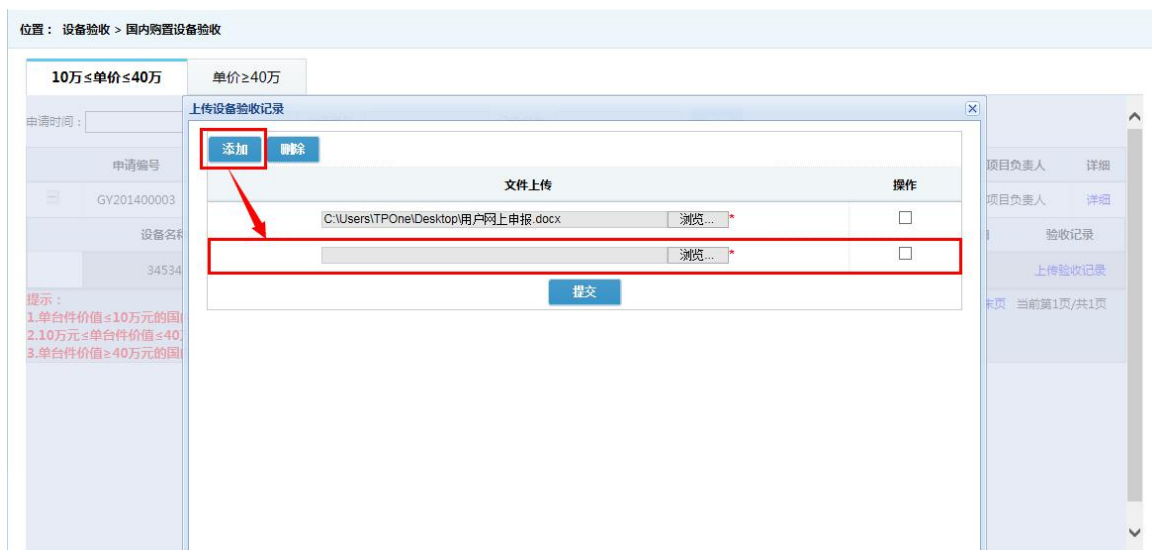 位置： 设备验收 > 国内购置设备验收
10万≤单价≤40万 单价≥40万
上传设备验收记录
申请时间：
添加 删除
申请编号 文件上传 操作 项目负责人 详细
GY201400003 C:\Users\TPOne\Desktop\用户网上申报.docx 浏览... * 项目负责人 详细
设备名称 浏览... * 验收记录
34534 提交 上传验收记录
提示： 末页 当前第1页/共1页
1.单台件价值≤10万元的国
2.10万元≤单台件价值≤40
3.单台件价值≥40万元的国